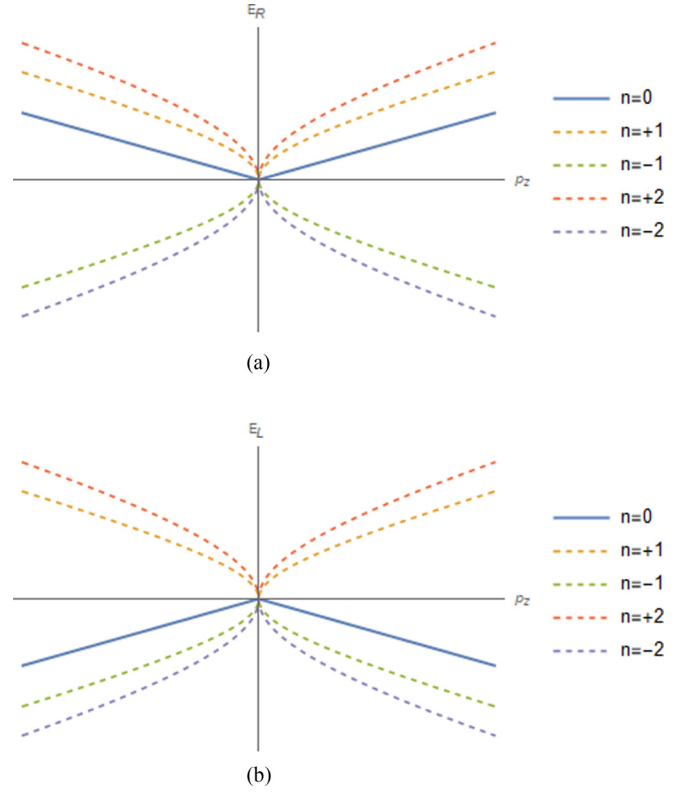 E_R
p_z
n=0
n=+1
n=−1
n=+2
n=−2
(a)
E_L
p_z
n=0
n=+1
n=−1
n=+2
n=−2
(b)